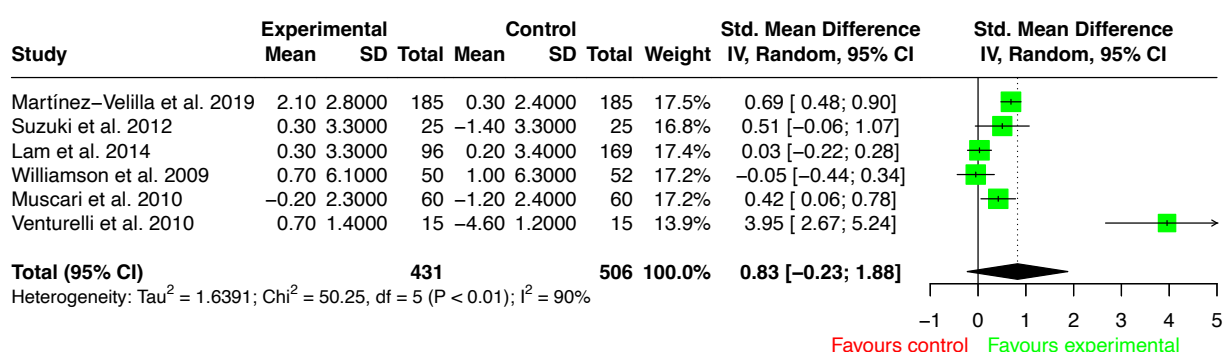 Experimental Control Std. Mean Difference Std. Mean Difference
Study Mean SD Total Mean SD Total Weight IV, Random, 95% CI IV, Random, 95% CI
Martínez−Velilla et al. 2019 2.10 2.8000 185 0.30 2.4000 185 17.5% 0.69 [ 0.48; 0.90]
Suzuki et al. 2012 0.30 3.3000 25 −1.40 3.3000 25 16.8% 0.51 [−0.06; 1.07]
Lam et al. 2014 0.30 3.3000 96 0.20 3.4000 169 17.4% 0.03 [−0.22; 0.28]
Williamson et al. 2009 0.70 6.1000 50 1.00 6.3000 52 17.2% -0.05 [−0.44; 0.34]
Muscari et al. 2010 −0.20 2.3000 60 −1.20 2.4000 60 17.2% 0.42 [ 0.06; 0.78]
Venturelli et al. 2010 0.70 1.4000 15 −4.60 1.2000 15 13.9% 3.95 [ 2.67; 5.24]
Total (95% CI) 431 506 100.0% 0.83 [−0.23; 1.88]
Heterogeneity: Tau² = 1.6391; Chi² = 50.25, df = 5 (P < 0.01); I² = 90%
−1 0 1 2 3 4 5
Favours control Favours experimental